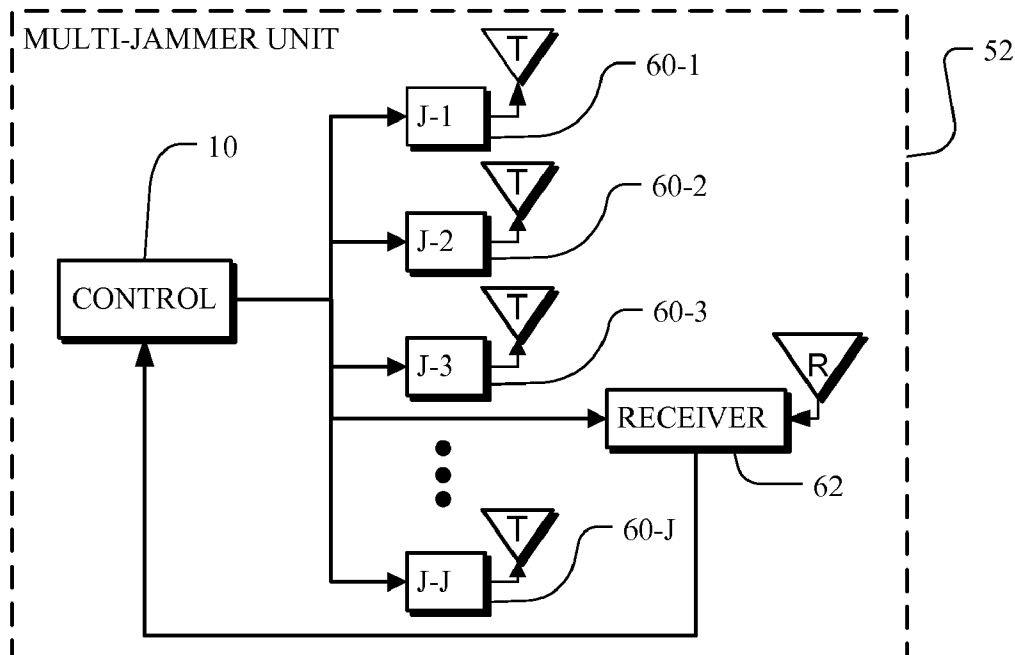 MULTI-JAMMER UNIT
T
60-1
52
J-1
10
T
60-2
J-2
CONTROL
T
60-3
J-3
R
RECEIVER
62
T
60-J
J-J